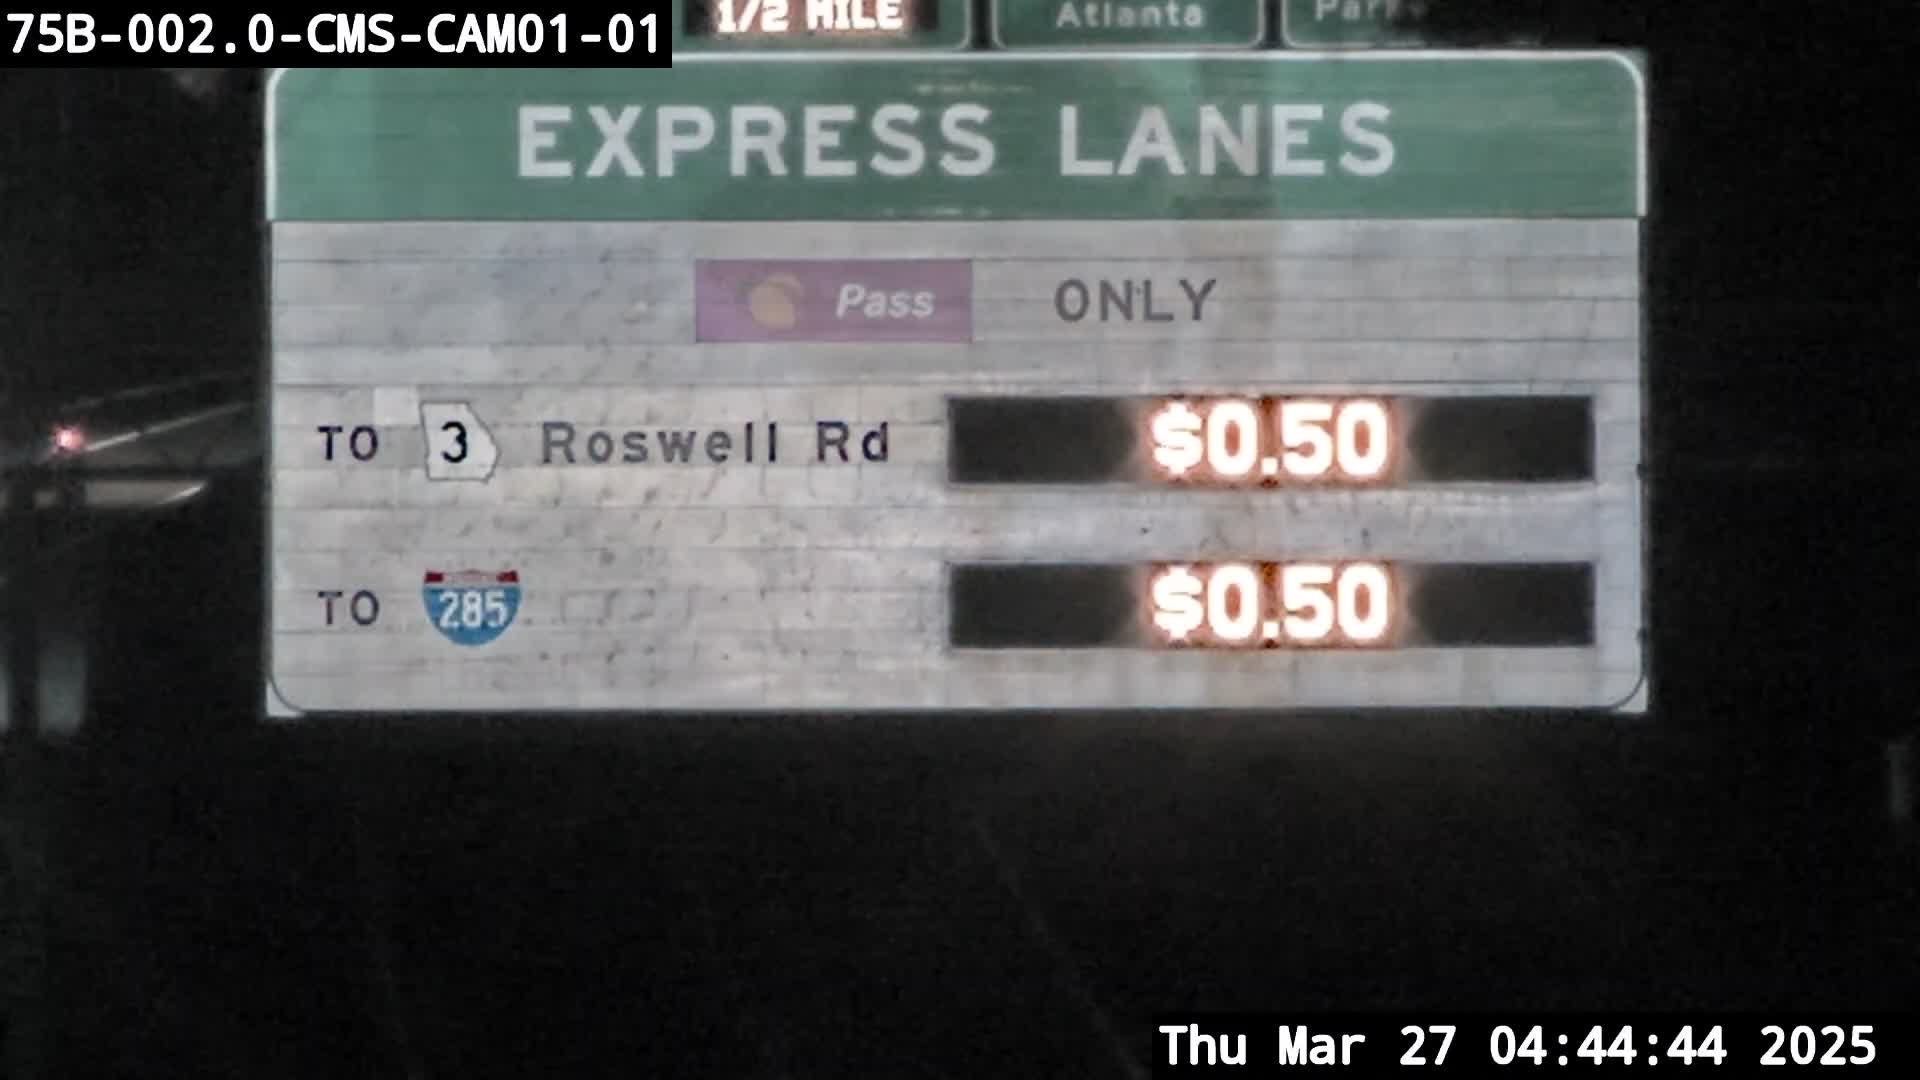 75B-002.0-CMS-CAM01-01
1/2 MILE
Atlanta
EXPRESS LANES
Pass ONLY
TO 3 Roswell Rd $0.50
TO 285 $0.50
Thu Mar 27 04:44:44 2025